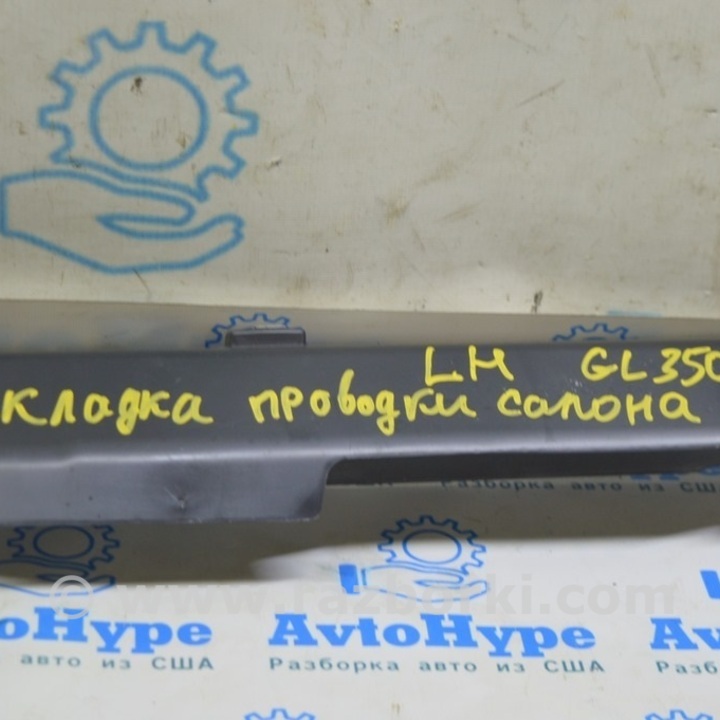 LH GL350
кладка проводки салона
Разборка авто из США
© www.razborki.com
AvtoHype
AvtoHype
авто из США
Разборка авто из США